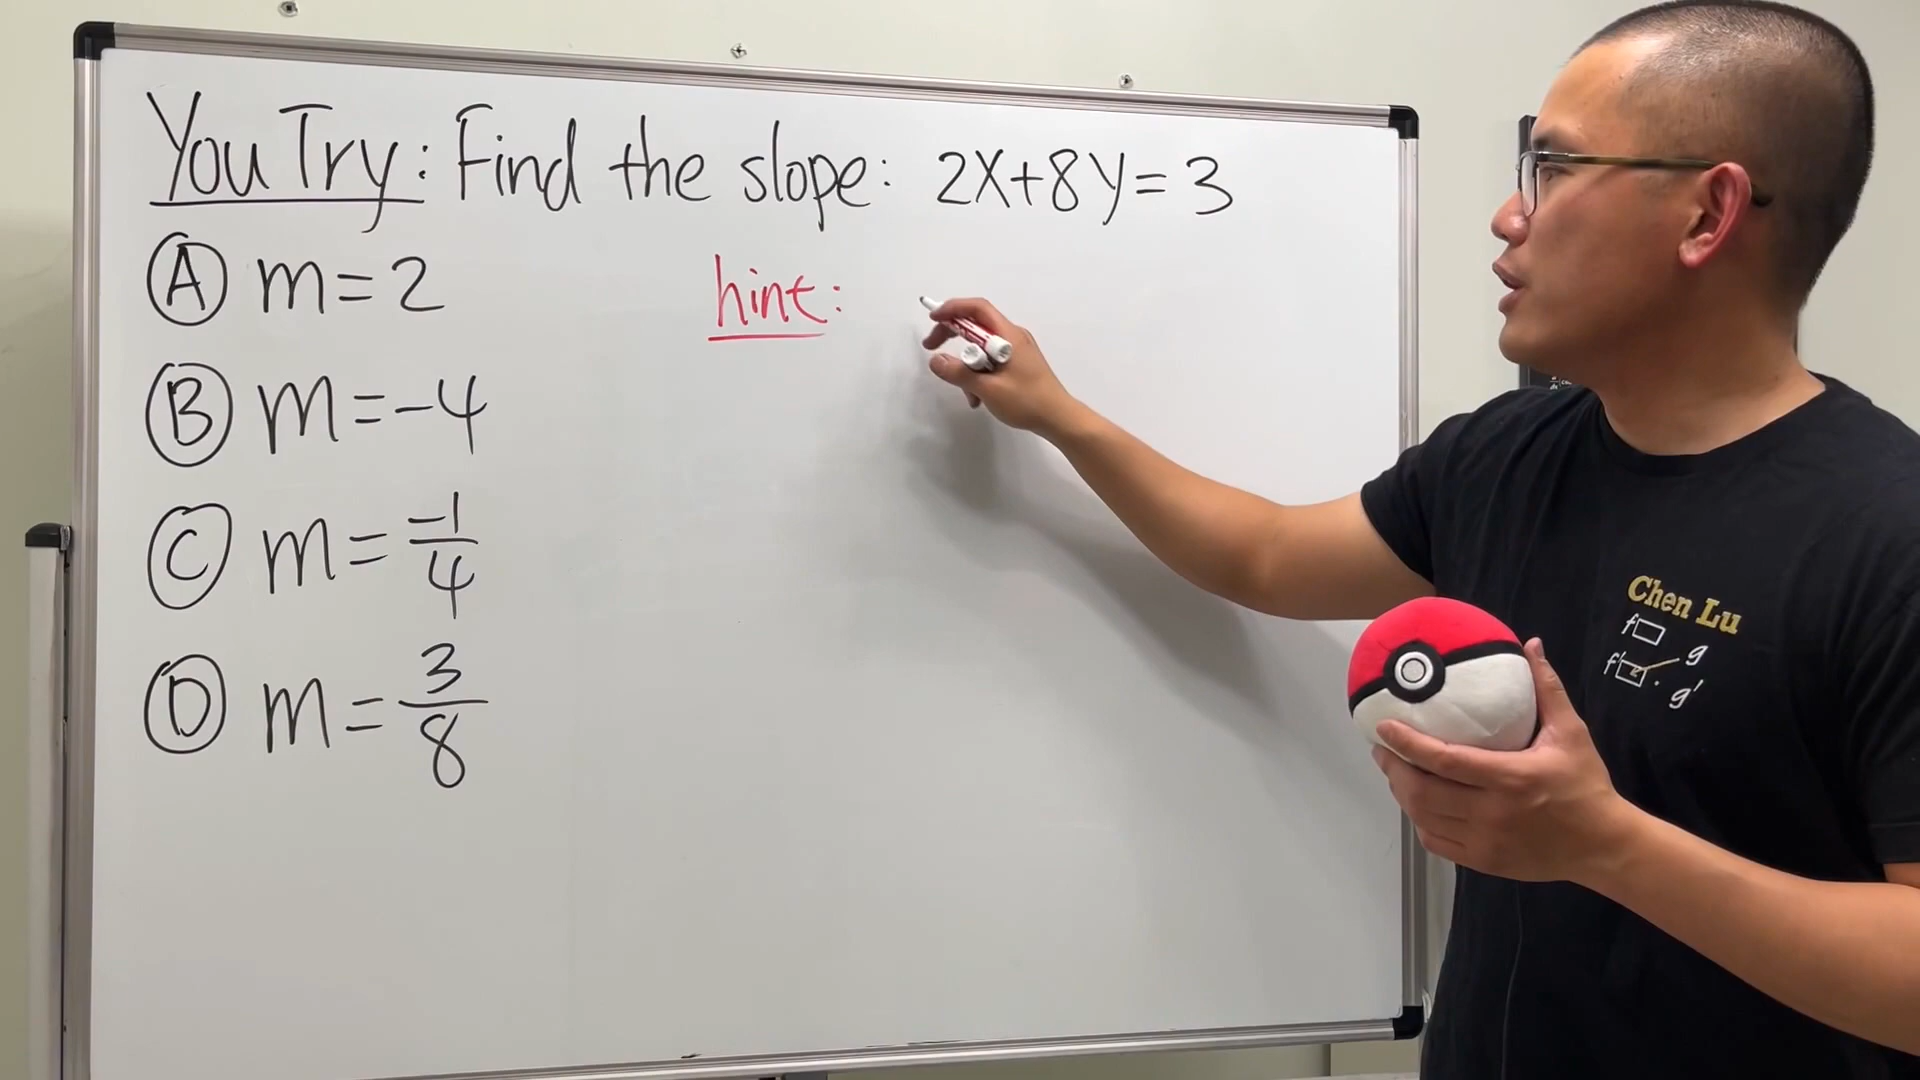 You Try: Find the slope: 2X+8Y=3
hint:
Ⓐ m=2
Ⓑ m=-4
Ⓒ m=-1/4
Ⓓ m=3/8
Chen Lu
f g
f' g'